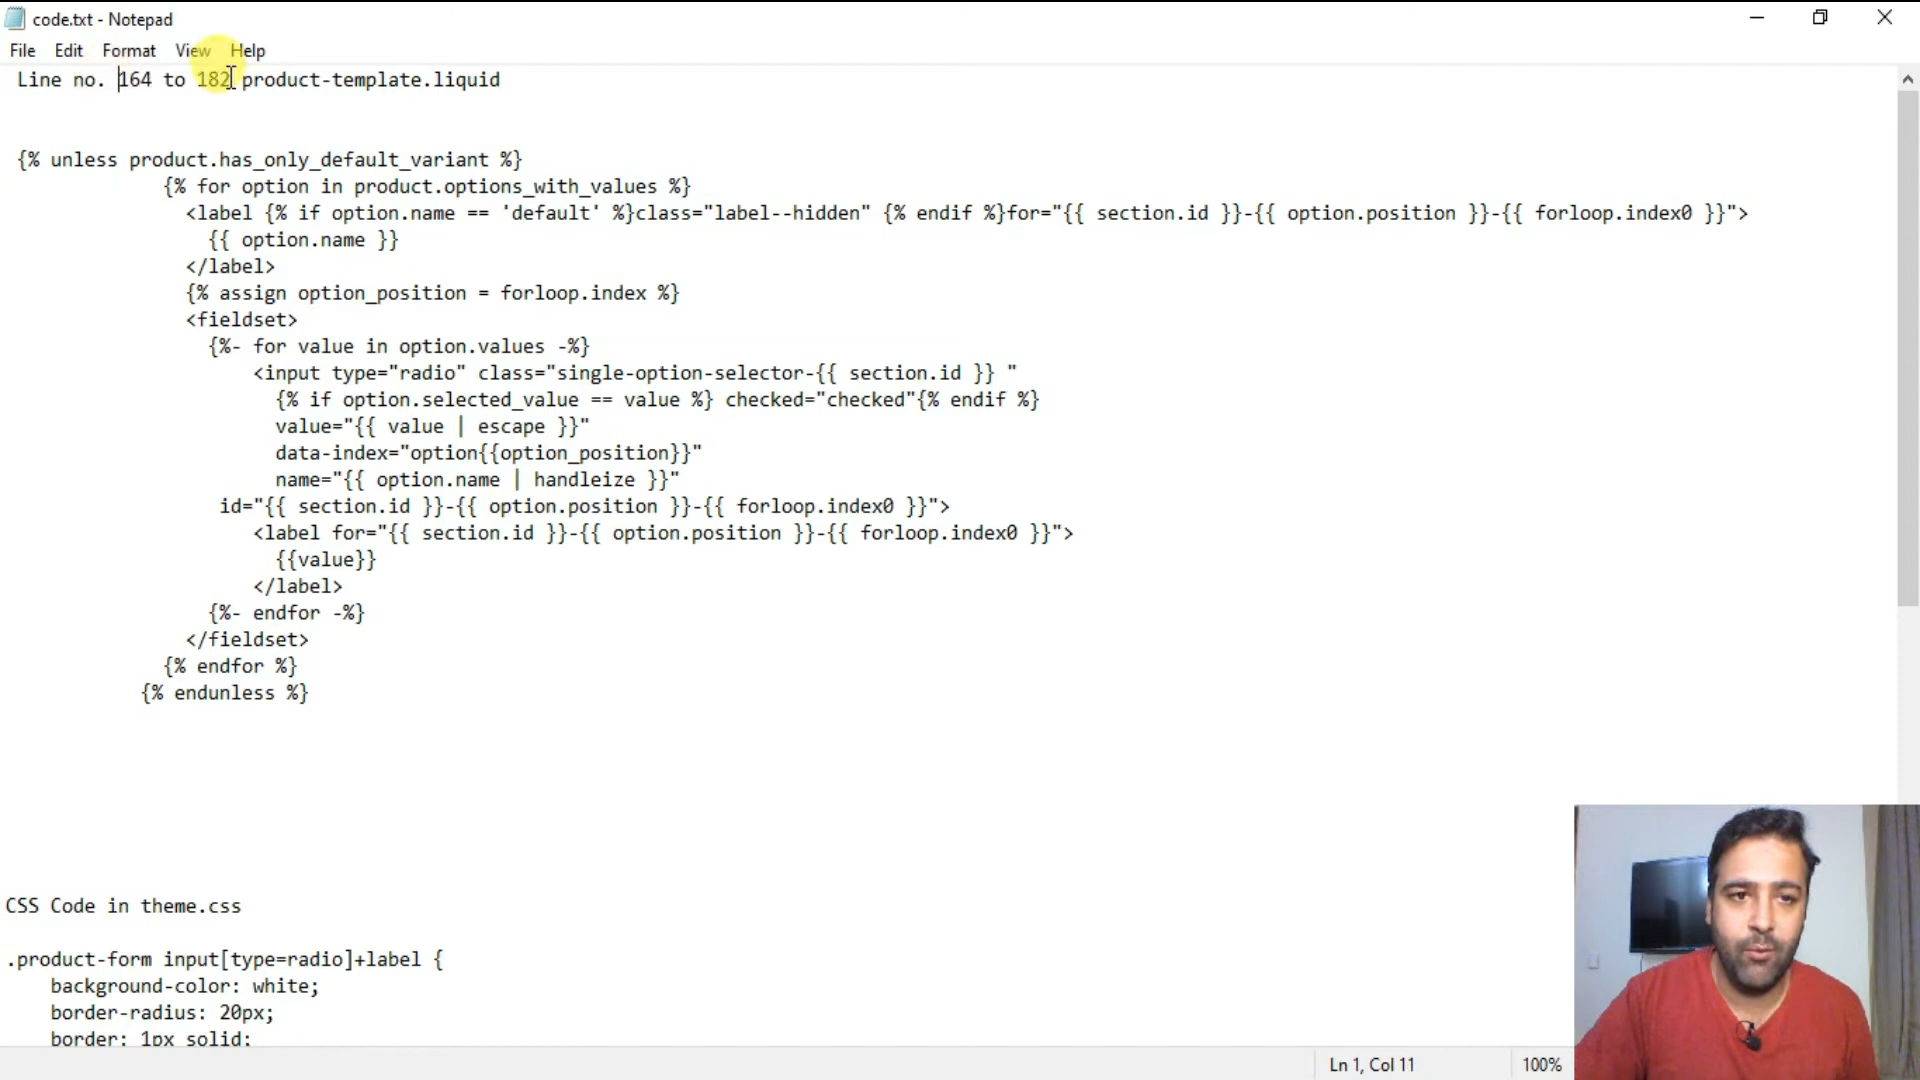 code.txt - Notepad
File Edit Format View Help
Line no. 164 to 182 product-template.liquid
{% unless product.has_only_default_variant %}
{% for option in product.options_with_values %}
<label {% if option.name == 'default' %}class="label--hidden" {% endif %}for="{{ section.id }}-{{ option.position }}-{{ forloop.index0 }}">
{{ option.name }}
</label>
{% assign option_position = forloop.index %}
<fieldset>
{%- for value in option.values -%}
<input type="radio" class="single-option-selector-{{ section.id }} "
{% if option.selected_value == value %} checked="checked"{% endif %}
value="{{ value | escape }}"
data-index="option{{option_position}}"
name="{{ option.name | handleize }}"
id="{{ section.id }}-{{ option.position }}-{{ forloop.index0 }}">
<label for="{{ section.id }}-{{ option.position }}-{{ forloop.index0 }}">
{{value}}
</label>
{%- endfor -%}
</fieldset>
{% endfor %}
{% endunless %}
CSS Code in theme.css
.product-form input[type=radio]+label {
background-color: white;
border-radius: 20px;
border: 1px solid;
Ln 1, Col 11
100%